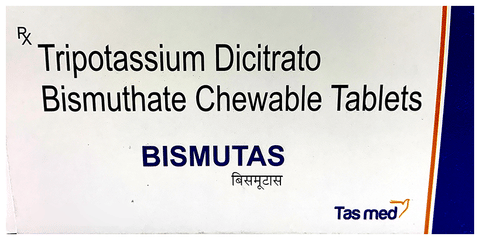 Rx
Tripotassium Dicitrato
Bismuthate Chewable Tablets
BISMUTAS
बिसमूटास
Tas med